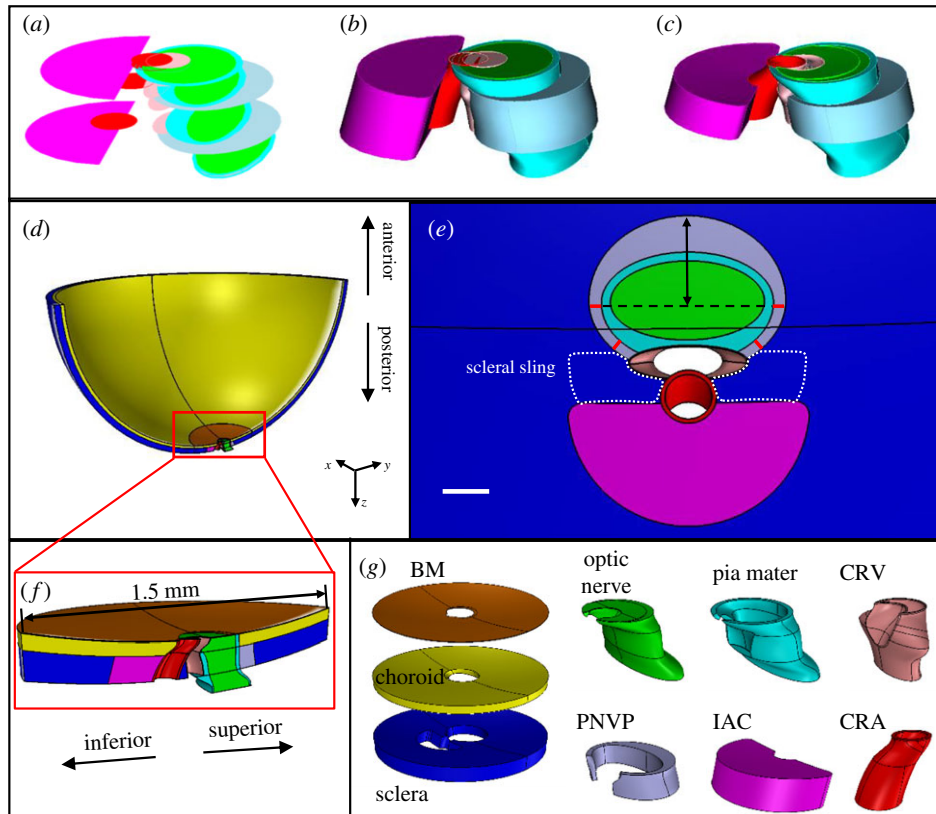 (a)
(b)
(c)
(d)
anterior
posterior
x
y
z
(e)
scleral sling
(f)
1.5 mm
inferior
superior
(g)
BM
optic
nerve
pia mater
CRV
choroid
PNVP
IAC
CRA
sclera